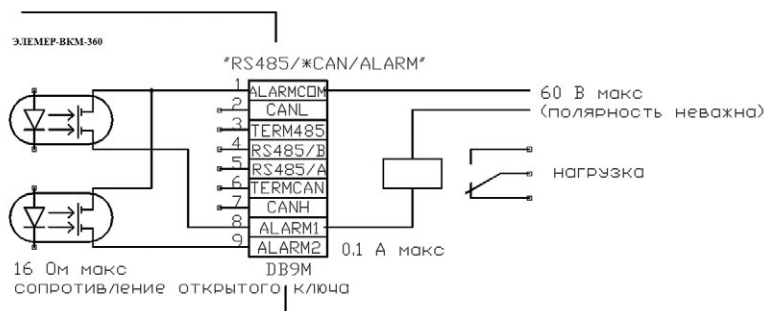 ЭЛЕМЕР-ВКМ-360
"RS485/*CAN/ALARM"
1 ALARMCOM
2 CANL
3 TERM485
4 RS485/B
5 RS485/A
6 TERMCAN
7 CANH
8 ALARM1
9 ALARM2
DB9M
60 В макс
(полярность неважна)
нагрузка
0,1 А макс
16 Ом макс
сопротивление открытого ключа